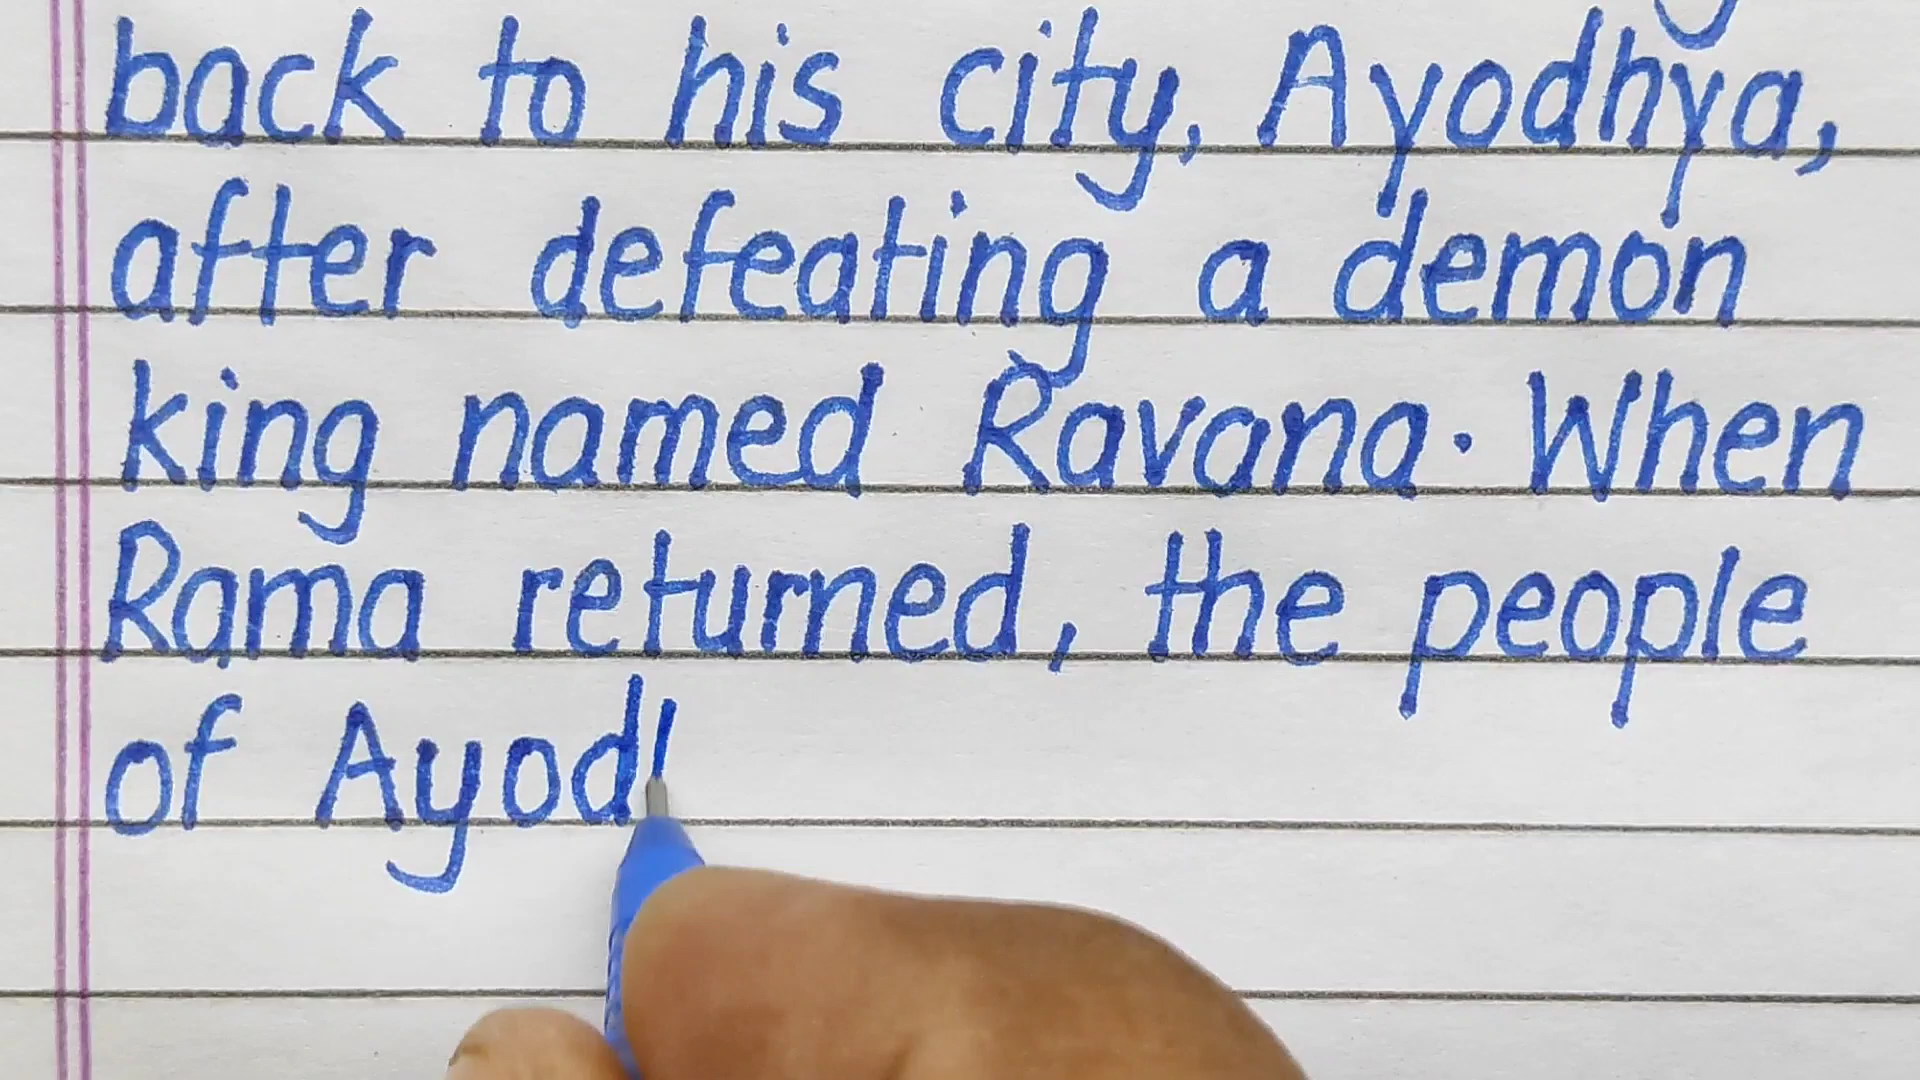 back to his city, Ayodhya,
after defeating a demon
king named Ravana. When
Rama returned, the people
of Ayod